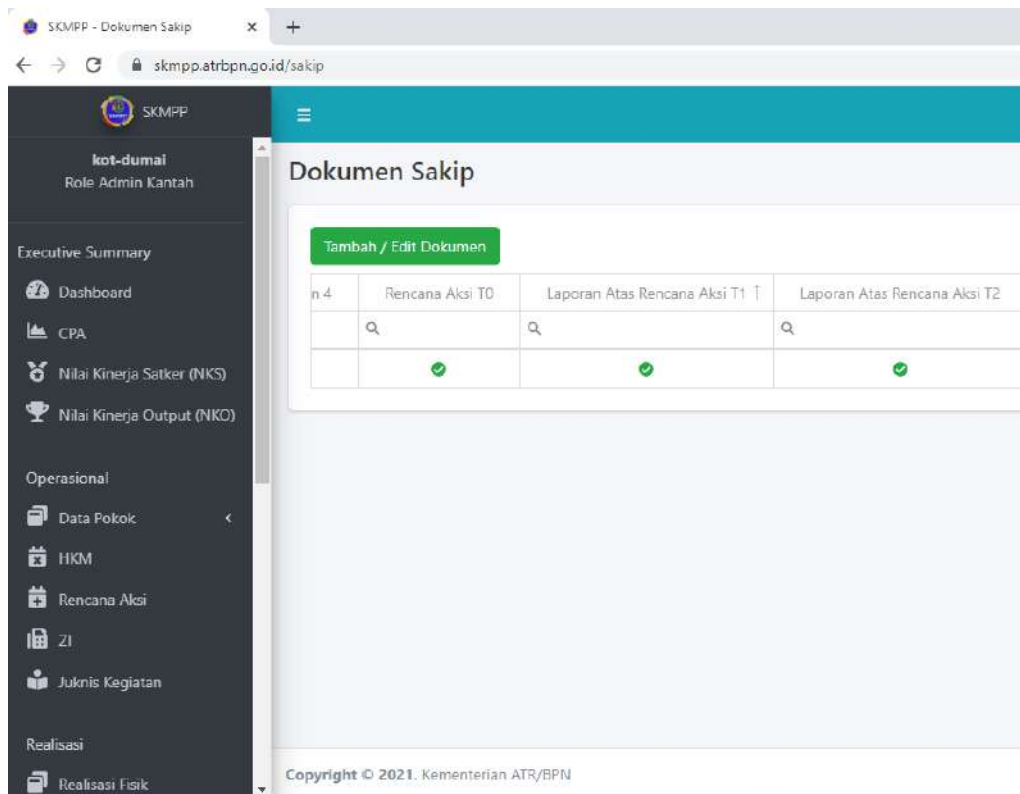 SKMPP - Dokumen Sakip
skmpp.atrbpn.go.id/sakip
SKMPP
kot-dumai
Role Admin Kantah
Executive Summary
Dashboard
CPA
Nilai Kinerja Satker (NKS)
Nilai Kinerja Output (NKO)
Operasional
Data Pokok
HKM
Rencana Aksi
ZI
Juknis Kegiatan
Realisasi
Realisasi Fisik
Dokumen Sakip
Tambah / Edit Dokumen
n 4 Rencana Aksi T0 Laporan Atas Rencana Aksi T1 Laporan Atas Rencana Aksi T2
Copyright © 2021. Kementerian ATR/BPN